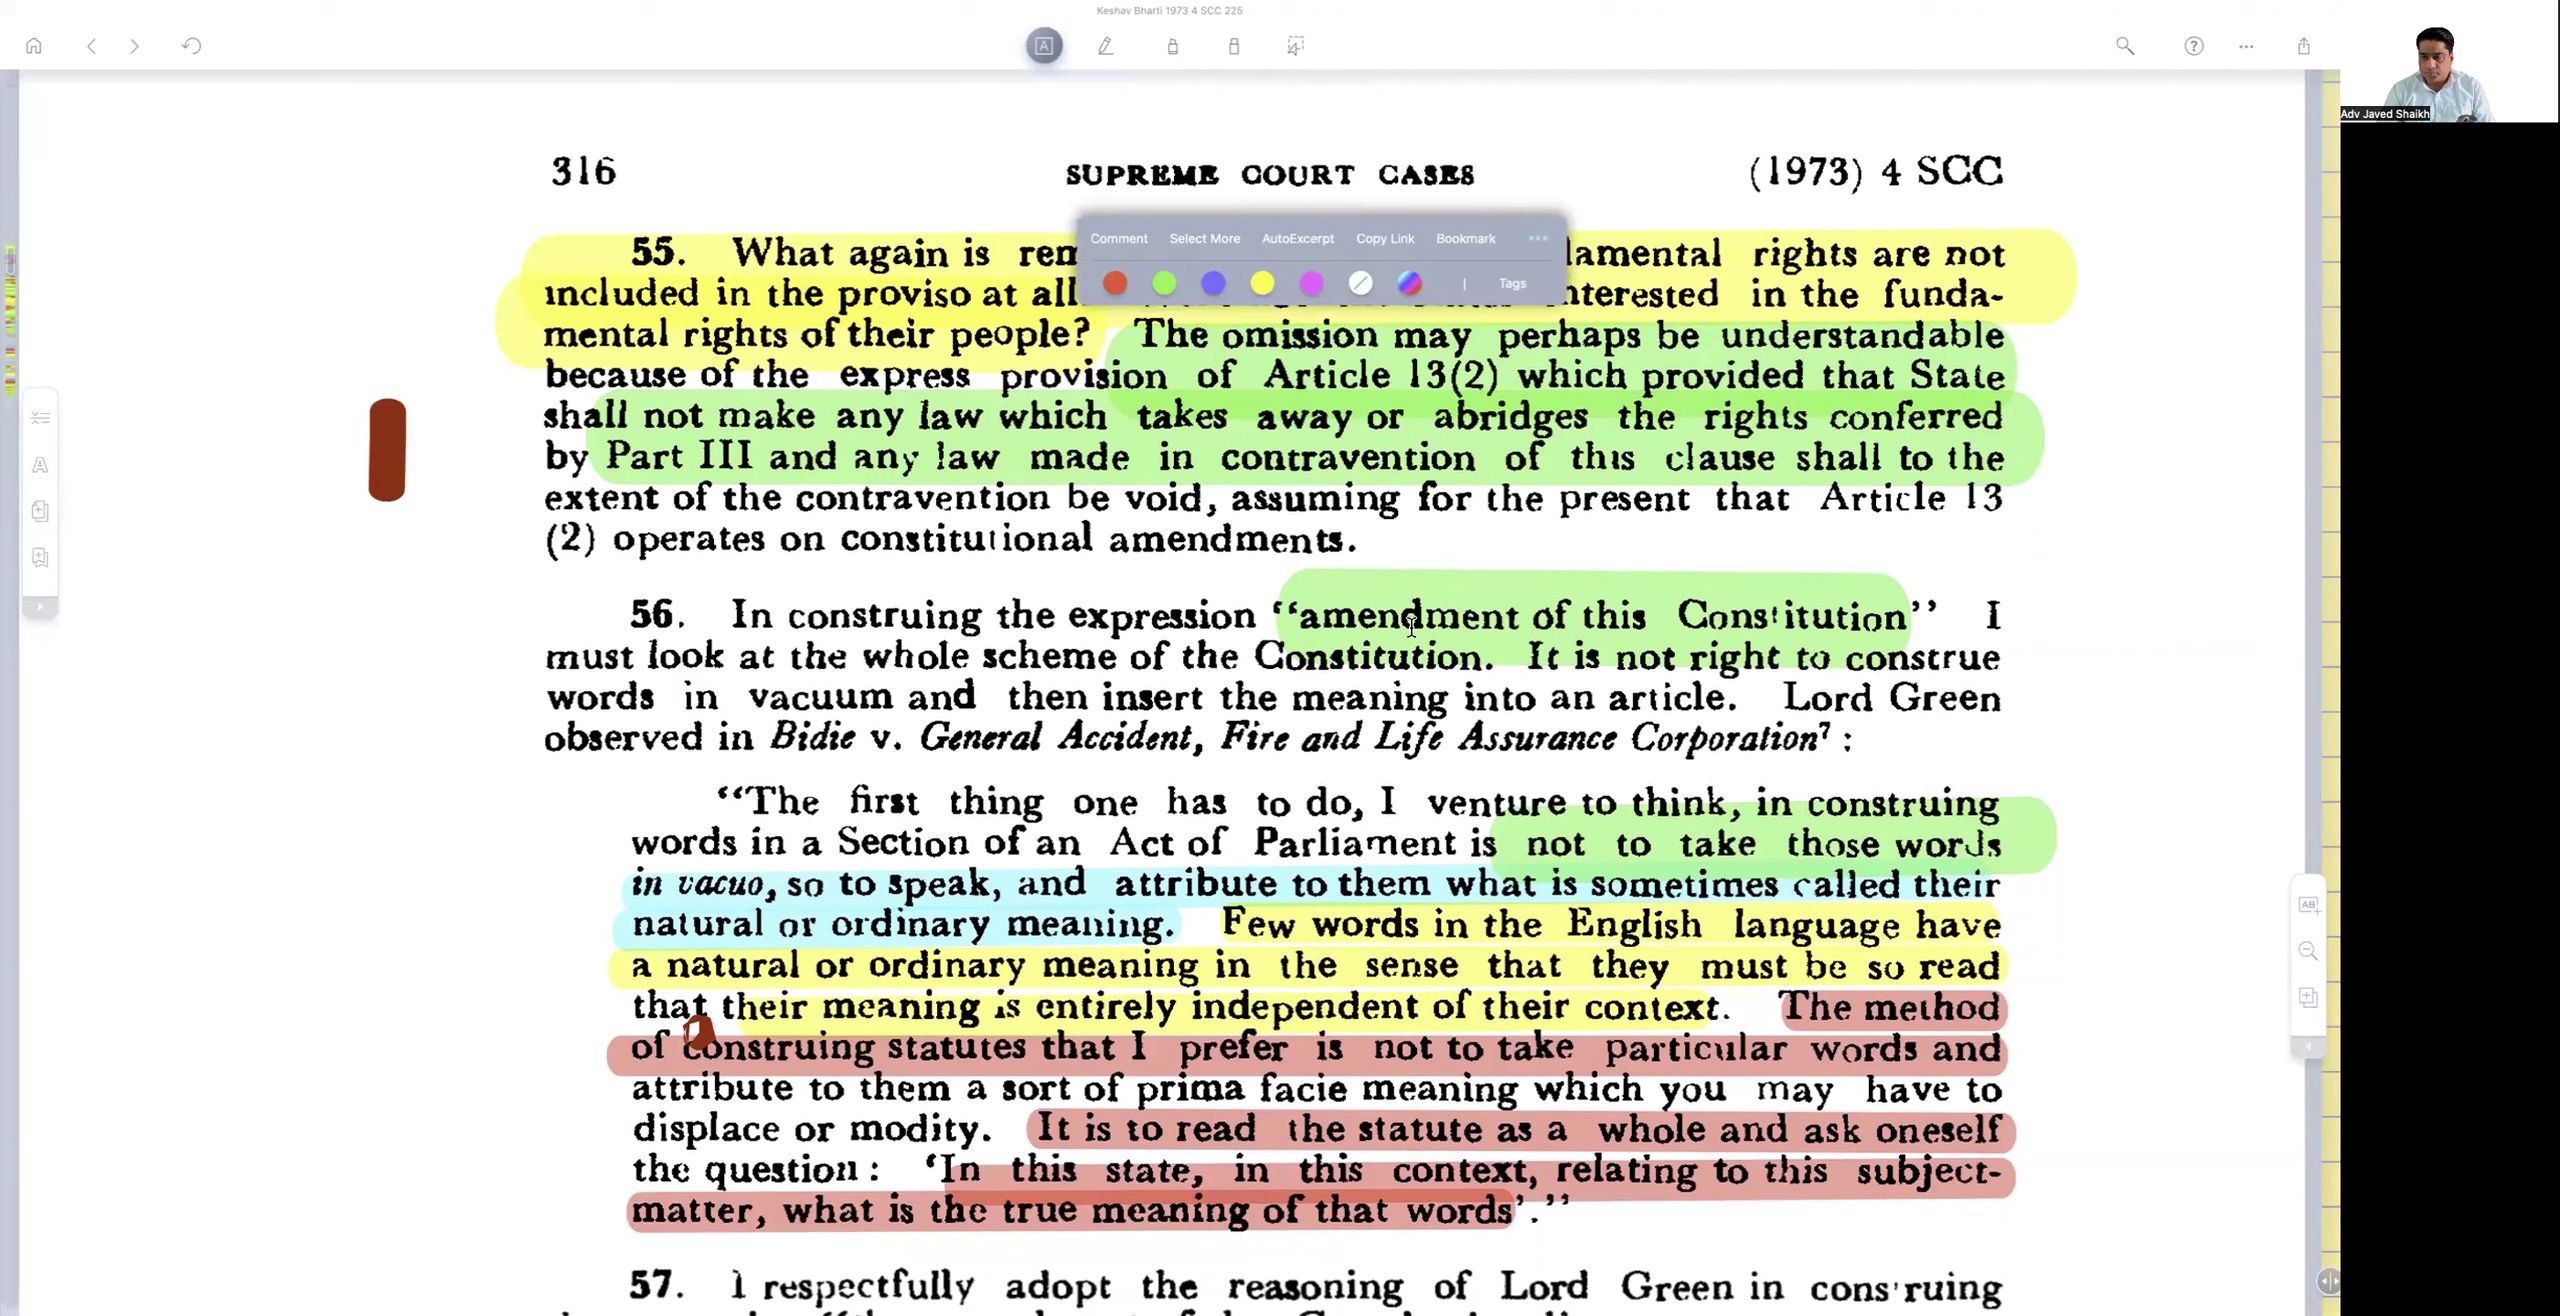 Keshav Bharti 1973 4 SCC 225
Adv Javed Shaikh
316 SUPREME COURT CASES (1973) 4 SCC
Comment Select More AutoExcerpt Copy Link Bookmark
Tags
55. What again is rights are not
included in the proviso at all interested in the funda-
mental rights of their people? The omission may perhaps be understandable
because of the express provision of Article 13(2) which provided that State
shall not make any law which takes away or abridges the rights conferred
by Part III and any law made in contravention of this clause shall to the
extent of the contravention be void, assuming for the present that Article 13
(2) operates on constitutional amendments.
56. In construing the expression “amendment of this Constitution” I
must look at the whole scheme of the Constitution. It is not right to construe
words in vacuum and then insert the meaning into an article. Lord Green
observed in Bidie v. General Accident, Fire and Life Assurance Corporation⁷ :
“The first thing one has to do, I venture to think, in construing
words in a Section of an Act of Parliament is not to take those words
in vacuo, so to speak, and attribute to them what is sometimes called their
natural or ordinary meaning. Few words in the English language have
a natural or ordinary meaning in the sense that they must be so read
that their meaning is entirely independent of their context. The method
of construing statutes that I prefer is not to take particular words and
attribute to them a sort of prima facie meaning which you may have to
displace or modity. It is to read the statute as a whole and ask oneself
the question : ‘In this state, in this context, relating to this subject-
matter, what is the true meaning of that words’.”
57. I respectfully adopt the reasoning of Lord Green in construing